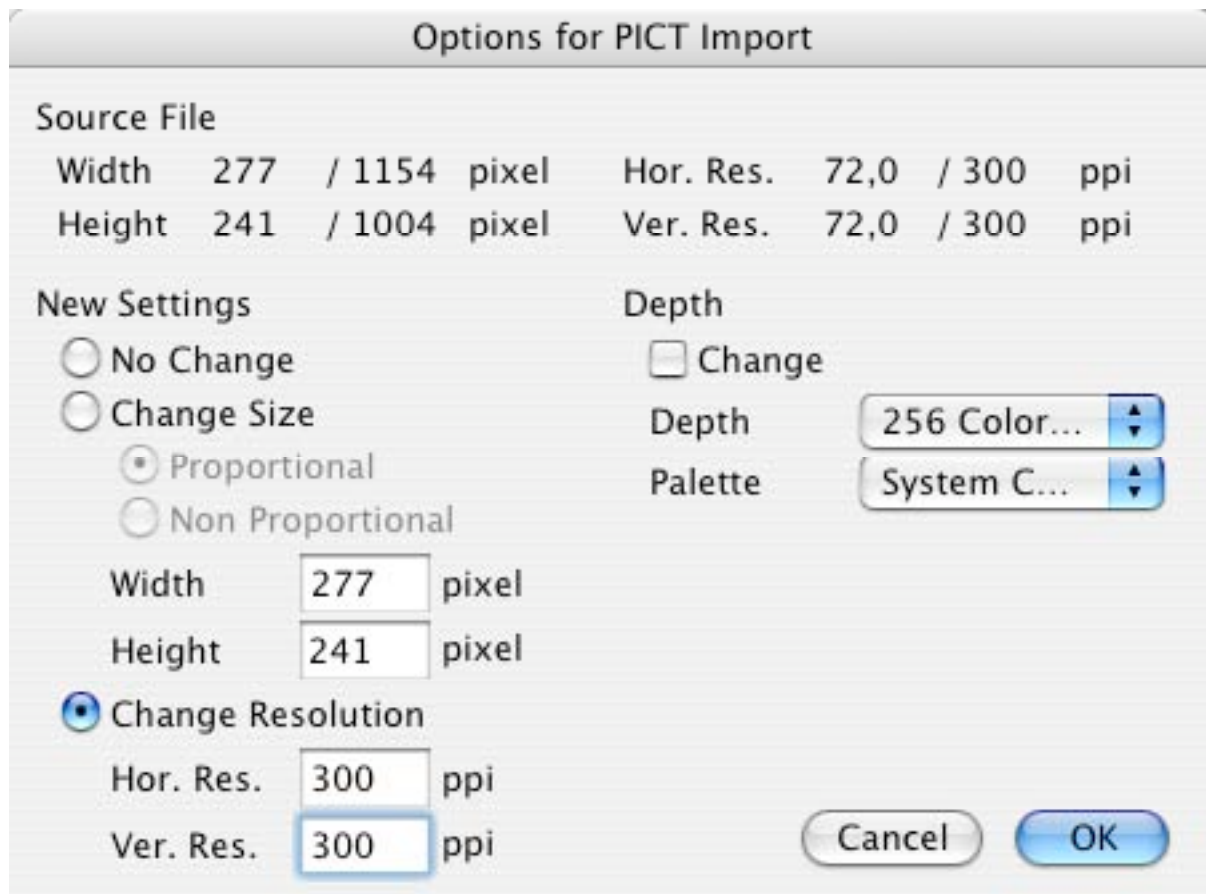 Options for PICT Import
Source File
Width 277 / 1154 pixel Hor. Res. 72,0 / 300 ppi
Height 241 / 1004 pixel Ver. Res. 72,0 / 300 ppi
New Settings Depth
No Change Change
Change Size Depth 256 Color...
Proportional Palette System C...
Non Proportional
Width 277 pixel
Height 241 pixel
Change Resolution
Hor. Res. 300 ppi
Ver. Res. 300 ppi Cancel OK